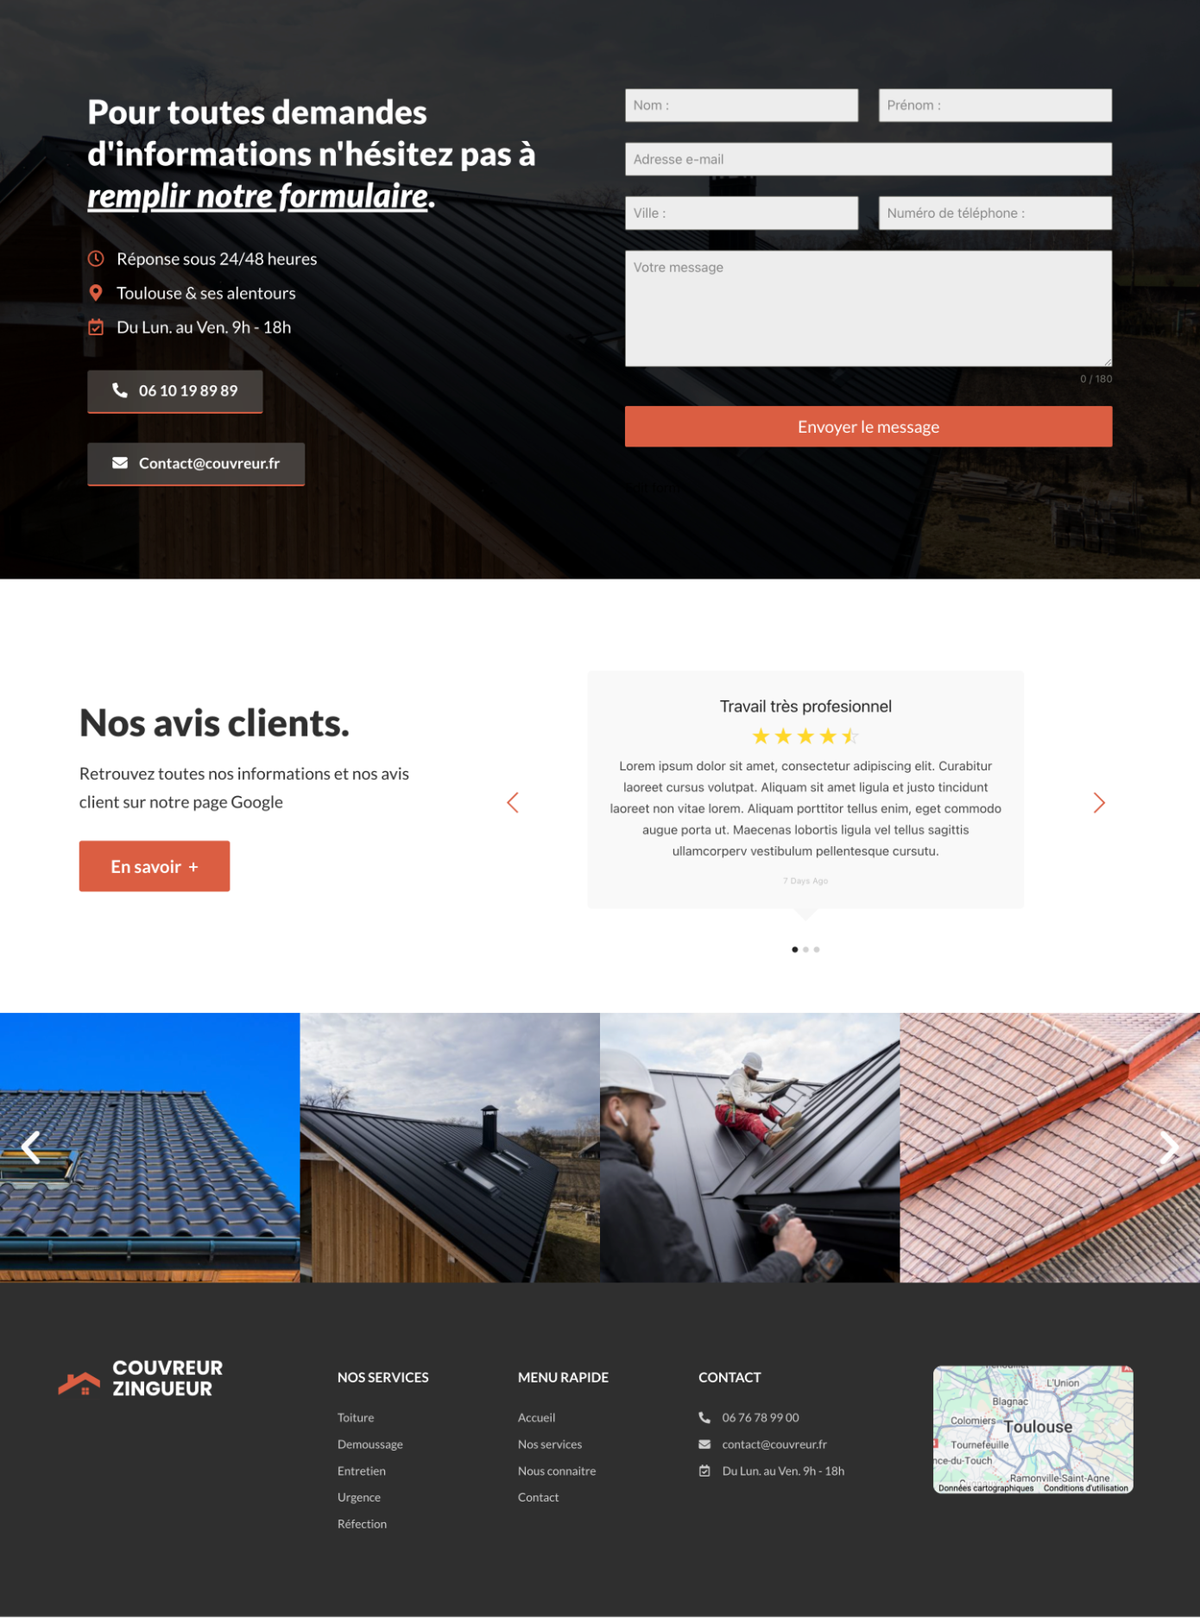 Pour toutes demandes
d'informations n'hésitez pas à
remplir notre formulaire.
Réponse sous 24/48 heures
Toulouse & ses alentours
Du Lun. au Ven. 9h - 18h
06 10 19 89 89
Contact@couvreur.fr
Nom :
Prénom :
Adresse e-mail
Ville :
Numéro de téléphone :
Votre message
0 / 180
Envoyer le message
Nos avis clients.
Retrouvez toutes nos informations et nos avis
client sur notre page Google
En savoir +
Travail très profesionnel
Lorem ipsum dolor sit amet, consectetur adipiscing elit. Curabitur
laoreet cursus volutpat. Aliquam sit amet ligula et justo tincidunt
laoreet non vitae lorem. Aliquam porttitor tellus enim, eget commodo
augue porta ut. Maecenas lobortis ligula vel tellus sagittis
ullamcorperv vestibulum pellentesque cursutu.
7 Days Ago
COUVREUR
ZINGUEUR
NOS SERVICES
Toiture
Demoussage
Entretien
Urgence
Réfection
MENU RAPIDE
Accueil
Nos services
Nous connaitre
Contact
CONTACT
06 76 78 99 00
contact@couvreur.fr
Du Lun. au Ven. 9h - 18h
L'Union
Blagnac
Colomiers
Toulouse
Tournefeuille
nce-du-Touch
Ramonville-Saint-Agne
Données cartographiques
Conditions d'utilisation